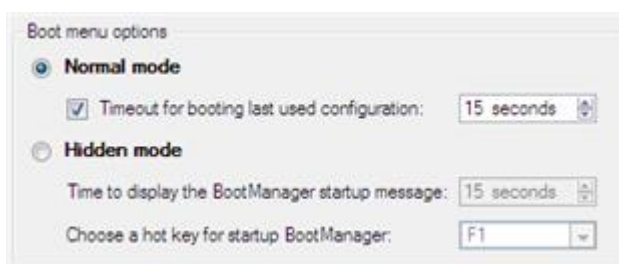 Boot menu options
Normal mode
Timeout for booting last used configuration: 15 seconds
Hidden mode
Time to display the BootManager startup message: 15 seconds
Choose a hot key for startup BootManager: F1